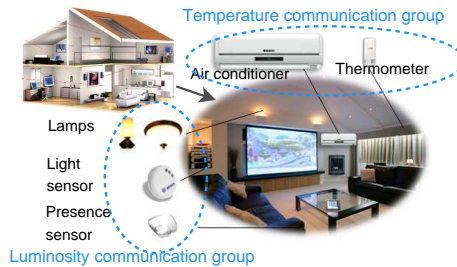 Temperature communication group
Air conditioner
Thermometer
Lamps
Light
sensor
Presence
sensor
Luminosity communication group